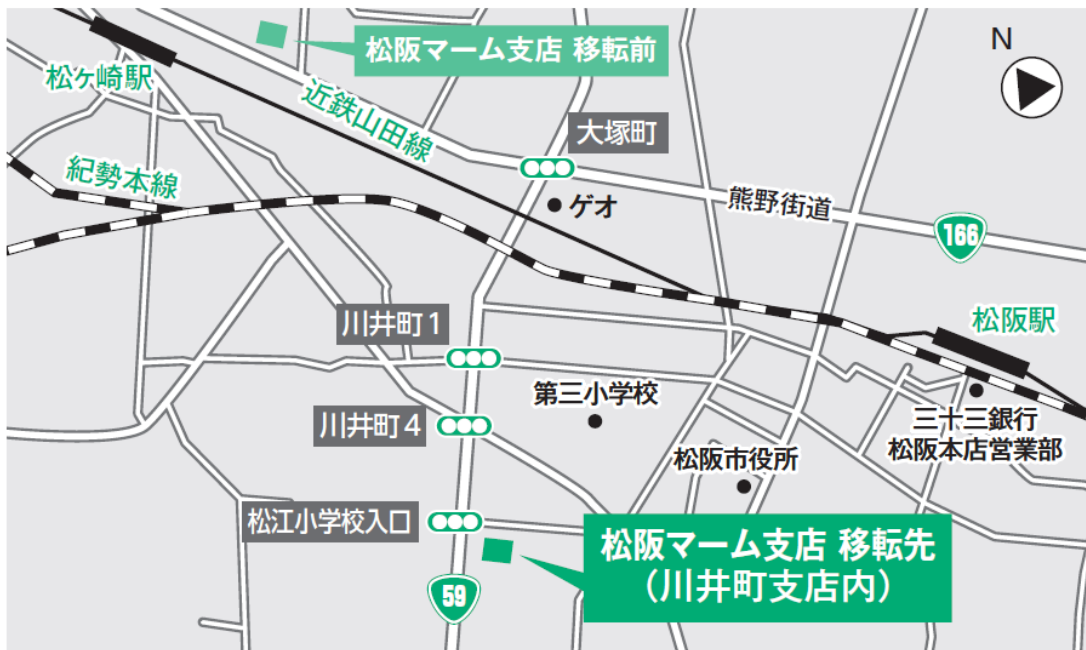 松阪マーム支店 移転前
N
松ヶ崎駅
近鉄山田線
大塚町
紀勢本線
ゲオ
熊野街道
166
松阪駅
川井町1
第三小学校
三十三銀行
松阪本店営業部
川井町4
松阪市役所
松江小学校入口
松阪マーム支店 移転先
（川井町支店内）
59